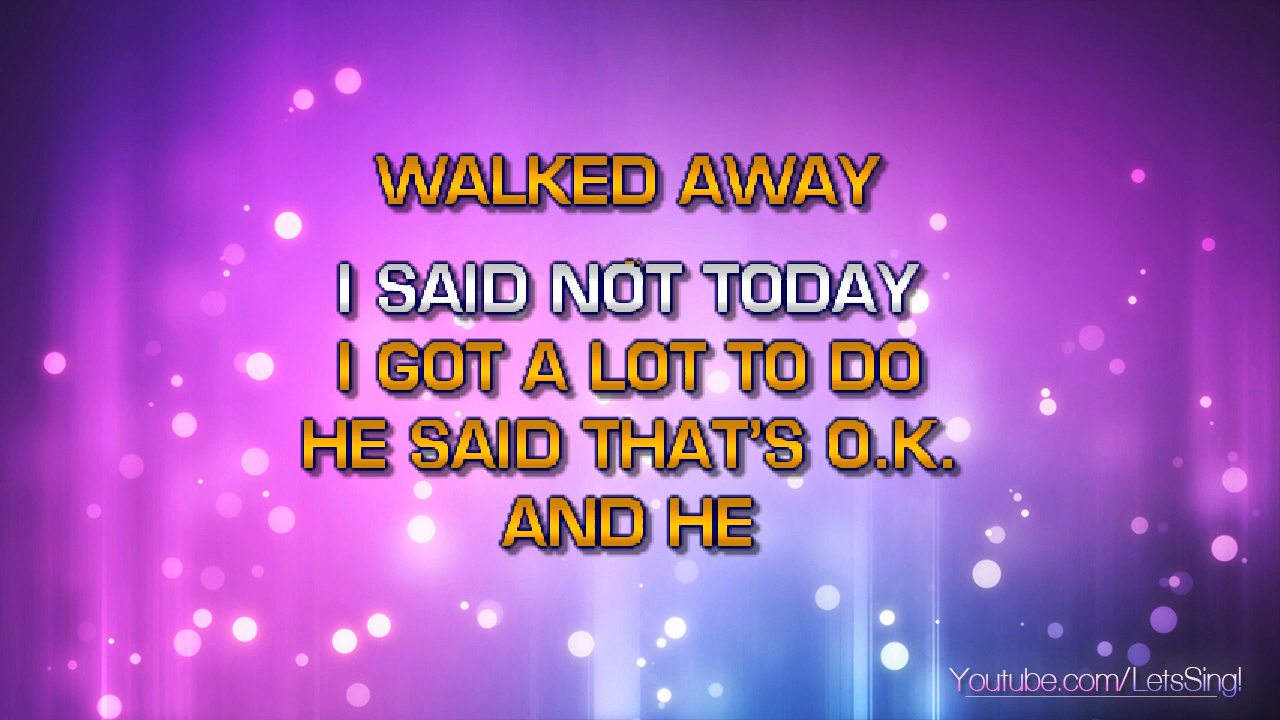 WALKED AWAY
I SAID NOT TODAY
I GOT A LOT TO DO
HE SAID THAT'S O.K.
AND HE
Youtube.com/LetsSing!